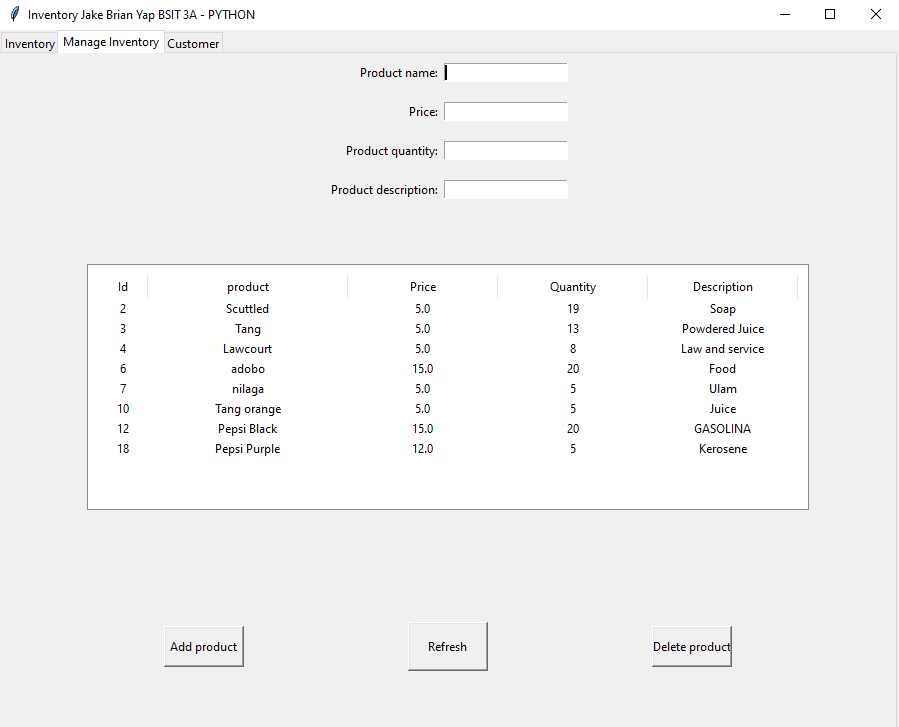 Inventory Jake Brian Yap BSIT 3A - PYTHON
Inventory Manage Inventory Customer
Product name:
Price:
Product quantity:
Product description:
Id product Price Quantity Description
2 Scuttled 5.0 19 Soap
3 Tang 5.0 13 Powdered Juice
4 Lawcourt 5.0 8 Law and service
6 adobo 15.0 20 Food
7 nilaga 5.0 5 Ulam
10 Tang orange 5.0 5 Juice
12 Pepsi Black 15.0 20 GASOLINA
18 Pepsi Purple 12.0 5 Kerosene
Add product Refresh Delete product